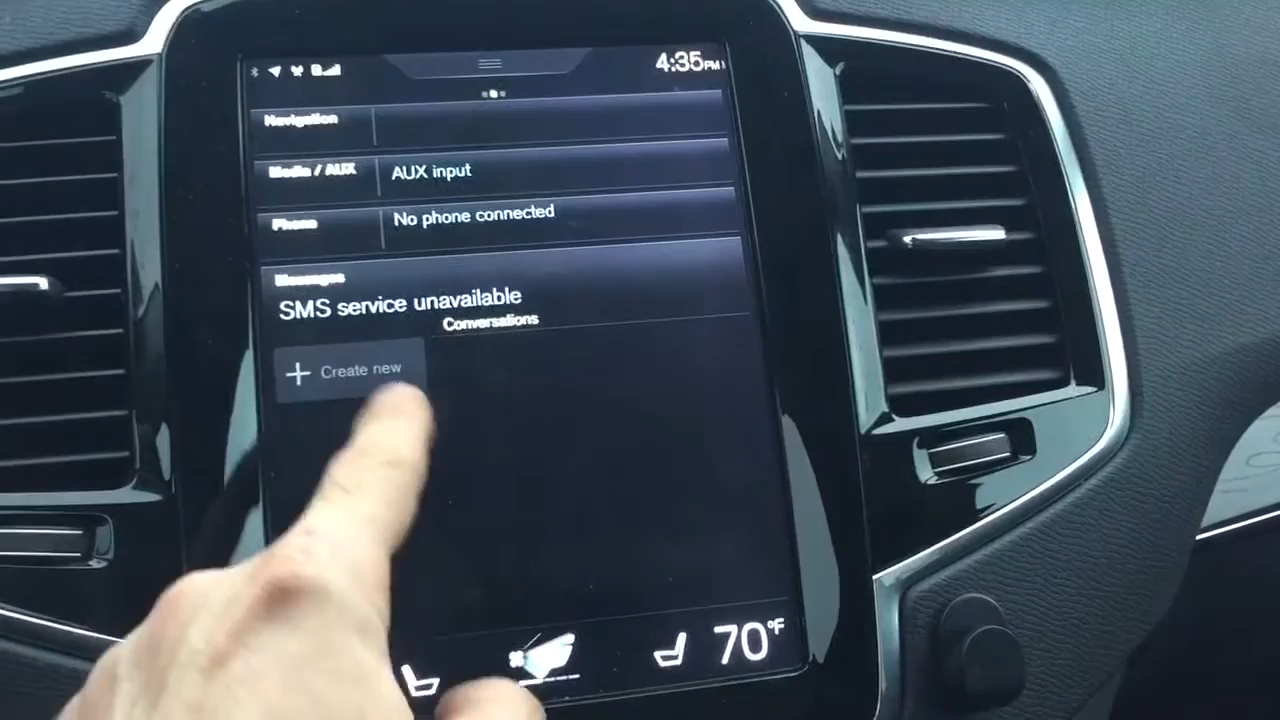 4:35PM
Navigation
Media / AUX AUX input
Phone No phone connected
Messages
SMS service unavailable
Conversations
+ Create new
70°F